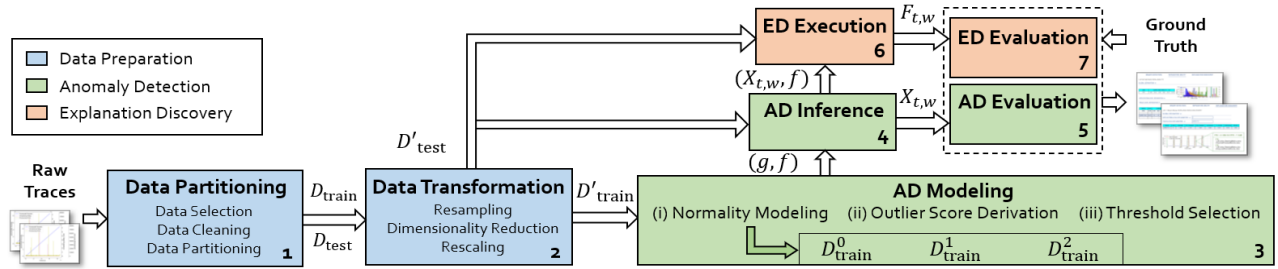 Data Preparation
Anomaly Detection
Explanation Discovery
Raw
Traces
Data Partitioning
Data Selection
Data Cleaning
Data Partitioning
1
D_train
D_test
Data Transformation
Resampling
Dimensionality Reduction
Rescaling
2
D'_test
D'_train
AD Modeling
(i) Normality Modeling (ii) Outlier Score Derivation (iii) Threshold Selection
D^0_train D^1_train D^2_train
3
(g, f)
AD Inference
4
X_{t,w}
(X_{t,w}, f)
ED Execution
6
F_{t,w}
ED Evaluation
7
AD Evaluation
5
Ground
Truth